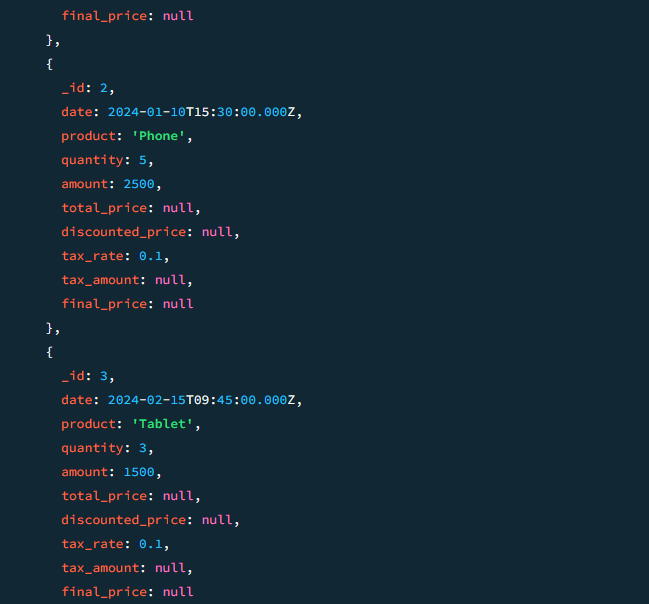 final_price: null
},
{
_id: 2,
date: 2024-01-10T15:30:00.000Z,
product: 'Phone',
quantity: 5,
amount: 2500,
total_price: null,
discounted_price: null,
tax_rate: 0.1,
tax_amount: null,
final_price: null
},
{
_id: 3,
date: 2024-02-15T09:45:00.000Z,
product: 'Tablet',
quantity: 3,
amount: 1500,
total_price: null,
discounted_price: null,
tax_rate: 0.1,
tax_amount: null,
final_price: null